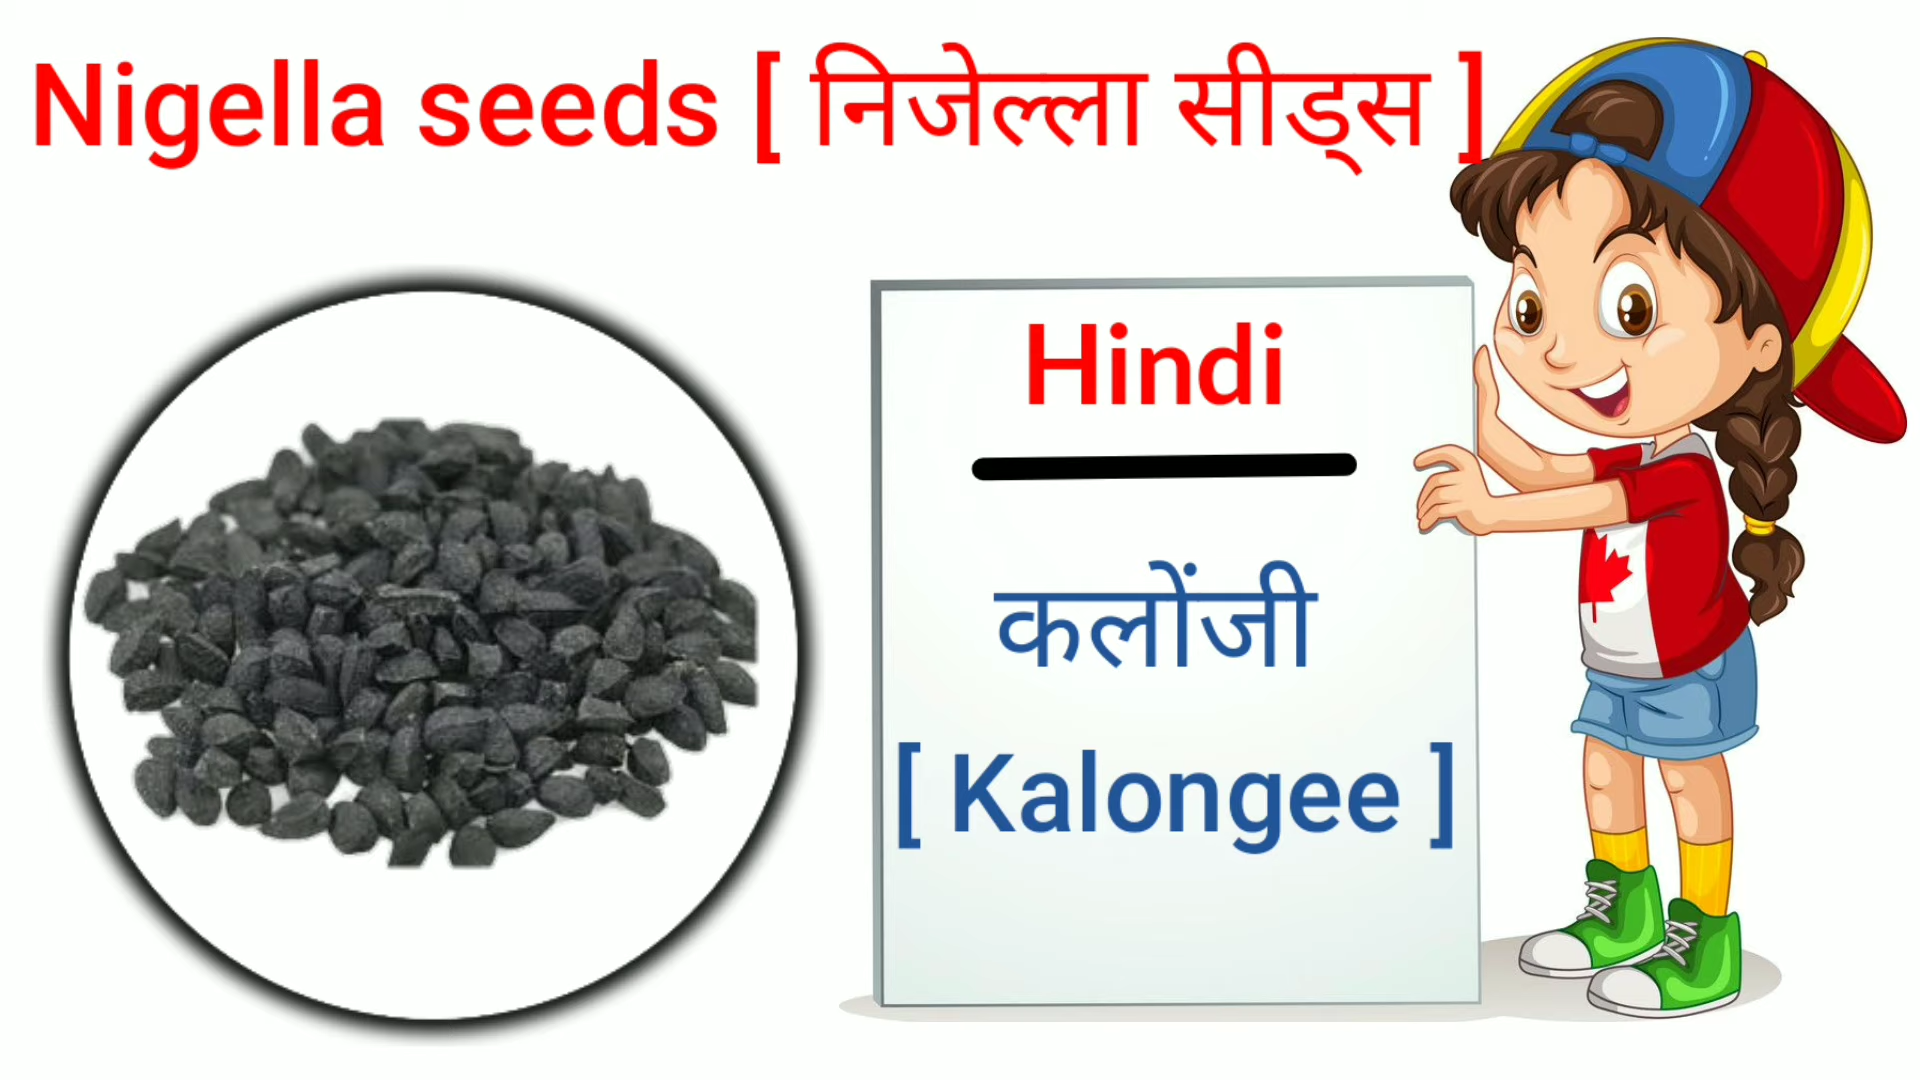 Nigella seeds [ निजेल्ला सीड्स ]
Hindi
कलोंजी
[ Kalongee ]